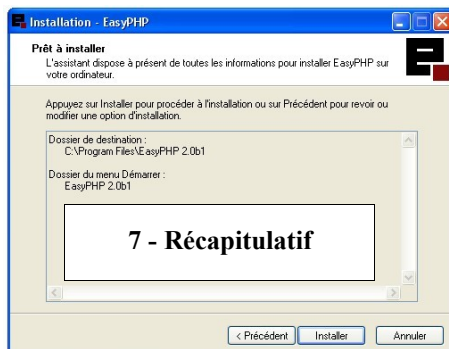 Installation - EasyPHP
Prêt à installer
L'assistant dispose à présent de toutes les informations pour installer EasyPHP sur
votre ordinateur.
Appuyez sur Installer pour procéder à l'installation ou sur Précédent pour revoir ou
modifier une option d'installation.
Dossier de destination :
C:\Program Files\EasyPHP 2.0b1
Dossier du menu Démarrer :
EasyPHP 2.0b1
7 - Récapitulatif
< Précédent
Installer
Annuler